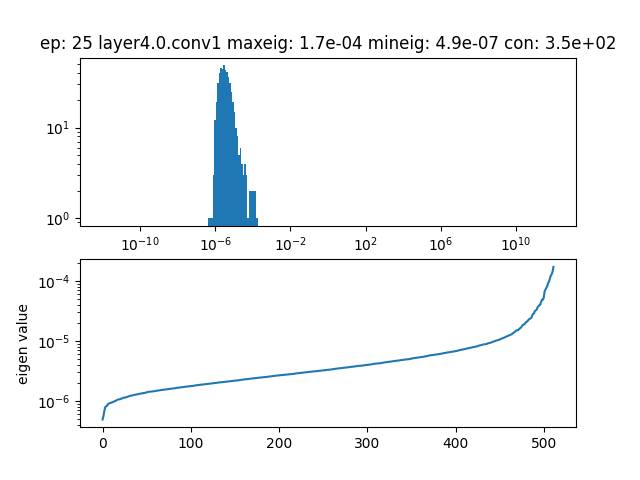 ep: 25 layer4.0.conv1 maxeig: 1.7e-04 mineig: 4.9e-07 con: 3.5e+02
10¹
10⁰
10⁻¹⁰ 10⁻⁶ 10⁻² 10² 10⁶ 10¹⁰
10⁻⁴
10⁻⁵
10⁻⁶
eigen value
0 100 200 300 400 500